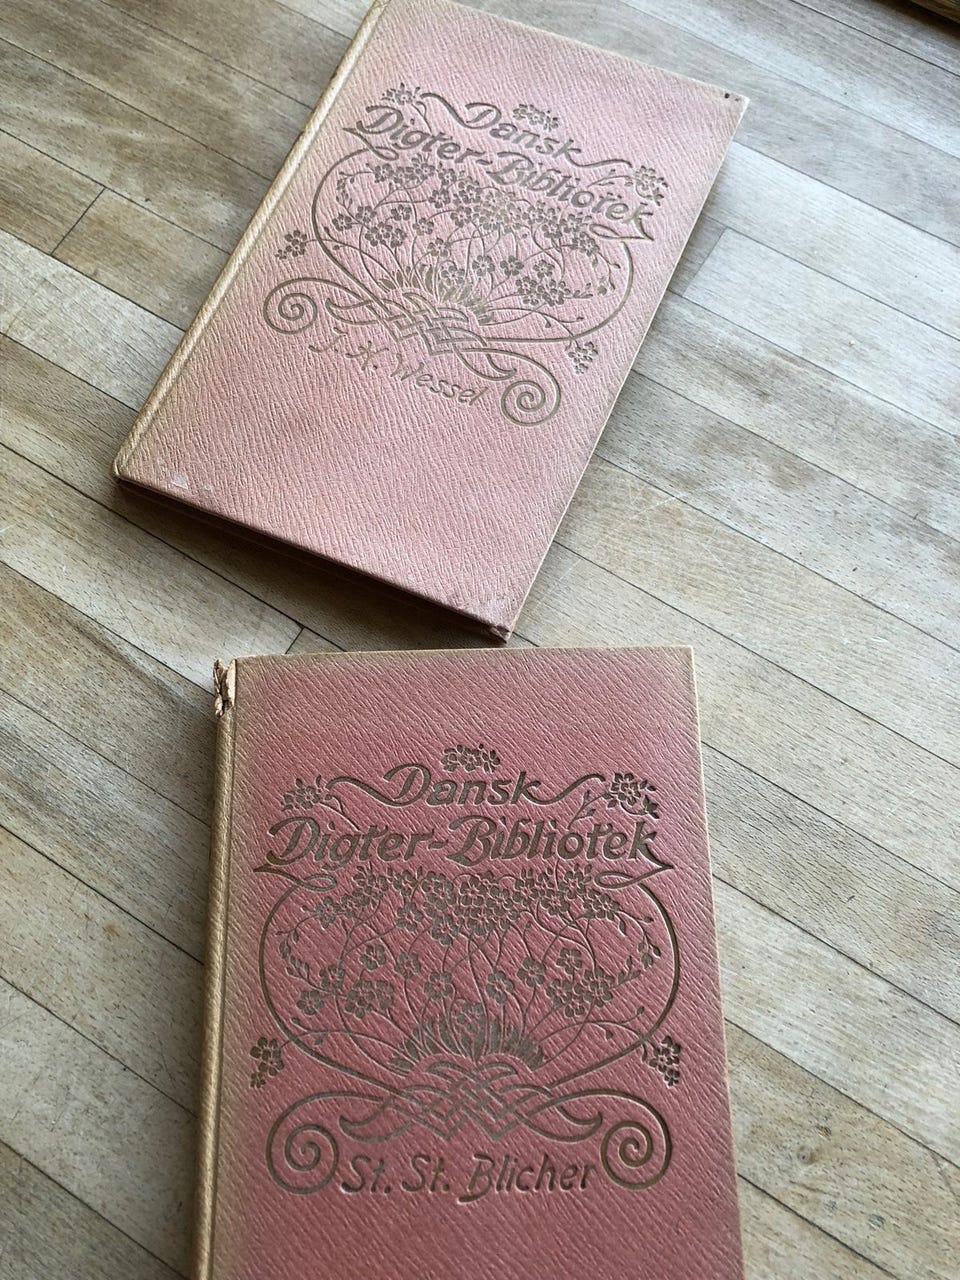 Dansk
Digter-Bibliotek
J. H. Wessel
Dansk
Digter-Bibliotek
St. St. Blicher